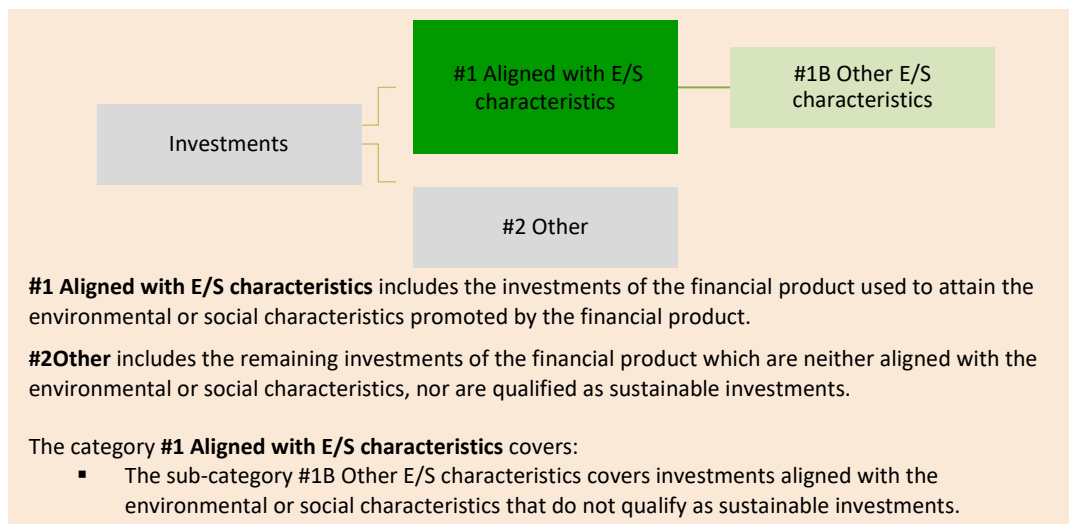 #1 Aligned with E/S
characteristics
#1B Other E/S
characteristics
Investments
#2 Other
#1 Aligned with E/S characteristics includes the investments of the financial product used to attain the
environmental or social characteristics promoted by the financial product.
#2Other includes the remaining investments of the financial product which are neither aligned with the
environmental or social characteristics, nor are qualified as sustainable investments.
The category #1 Aligned with E/S characteristics covers:
▪ The sub-category #1B Other E/S characteristics covers investments aligned with the
environmental or social characteristics that do not qualify as sustainable investments.